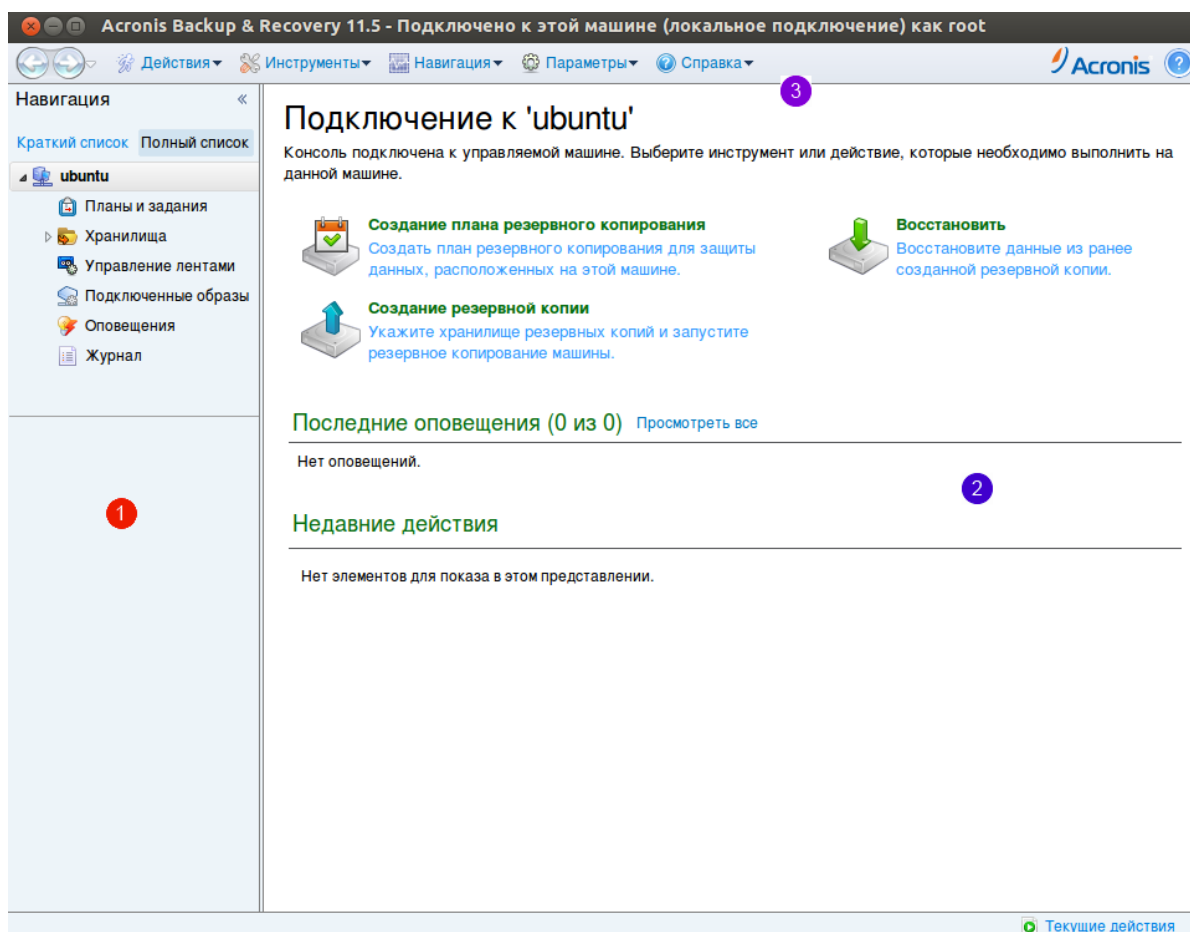 Acronis Backup & Recovery 11.5 - Подключено к этой машине (локальное подключение) как root
Действия Инструменты Навигация Параметры Справка Acronis ?
3
Навигация «
Краткий список Полный список
ubuntu
Планы и задания
Хранилища
Управление лентами
Подключенные образы
Оповещения
Журнал
1
Подключение к 'ubuntu'
Консоль подключена к управляемой машине. Выберите инструмент или действие, которые необходимо выполнить на
данной машине.
Создание плана резервного копирования
Создать план резервного копирования для защиты
данных, расположенных на этой машине.
Восстановить
Восстановите данные из ранее
созданной резервной копии.
Создание резервной копии
Укажите хранилище резервных копий и запустите
резервное копирование машины.
Последние оповещения (0 из 0) Просмотреть все
Нет оповещений.
2
Недавние действия
Нет элементов для показа в этом представлении.
Текущие действия